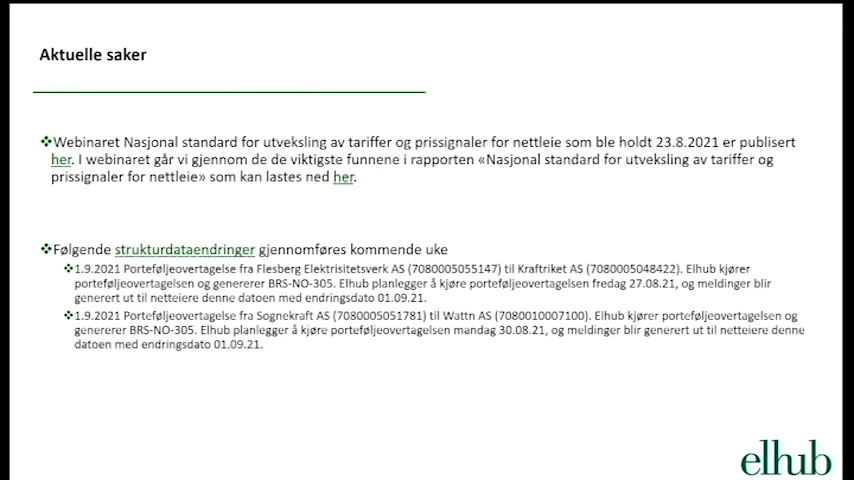 Aktuelle saker
❖Webinaret Nasjonal standard for utveksling av tariffer og prissignaler for nettleie som ble holdt 23.8.2021 er publisert
her. I webinaret går vi gjennom de de viktigste funnene i rapporten «Nasjonal standard for utveksling av tariffer og
prissignaler for nettleie» som kan lastes ned her.
❖Følgende strukturdataendringer gjennomføres kommende uke
❖1.9.2021 Porteføljeovertagelse fra Flesberg Elektrisitetsverk AS (7080005055147) til Kraftriket AS (7080005048422). Elhub kjører
porteføljeovertagelsen og genererer BRS-NO-305. Elhub planlegger å kjøre porteføljeovertagelsen fredag 27.08.21, og meldinger blir
generert ut til netteiere denne datoen med endringsdato 01.09.21.
❖1.9.2021 Porteføljeovertagelse fra Sognekraft AS (7080005051781) til Wattn AS (7080010007100). Elhub kjører porteføljeovertagelsen og
genererer BRS-NO-305. Elhub planlegger å kjøre porteføljeovertagelsen mandag 30.08.21, og meldinger blir generert ut til netteiere denne
datoen med endringsdato 01.09.21.
elhub